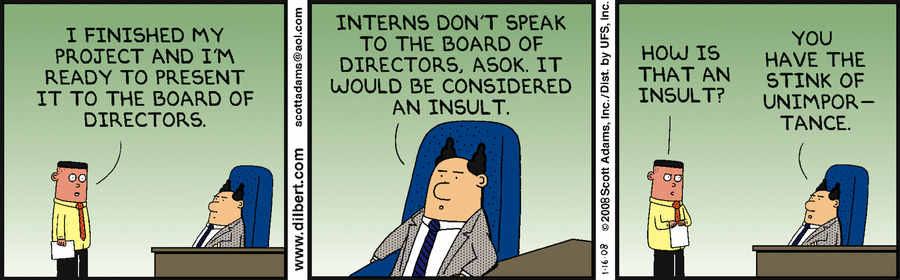 I FINISHED MY
PROJECT AND I'M
READY TO PRESENT
IT TO THE BOARD OF
DIRECTORS.
www.dilbert.com scottadams@aol.com
INTERNS DON'T SPEAK
TO THE BOARD OF
DIRECTORS, ASOK. IT
WOULD BE CONSIDERED
AN INSULT.
1-16-08 ©2008 Scott Adams, Inc./Dist. by UFS, Inc.
HOW IS
THAT AN
INSULT?
YOU
HAVE THE
STINK OF
UNIMPOR-
TANCE.